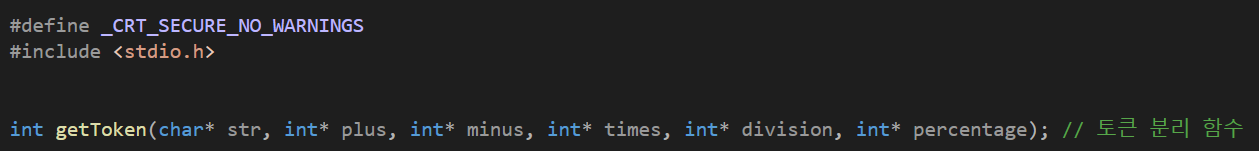 #define _CRT_SECURE_NO_WARNINGS
#include <stdio.h>
int getToken(char* str, int* plus, int* minus, int* times, int* division, int* percentage); // 토큰 분리 함수